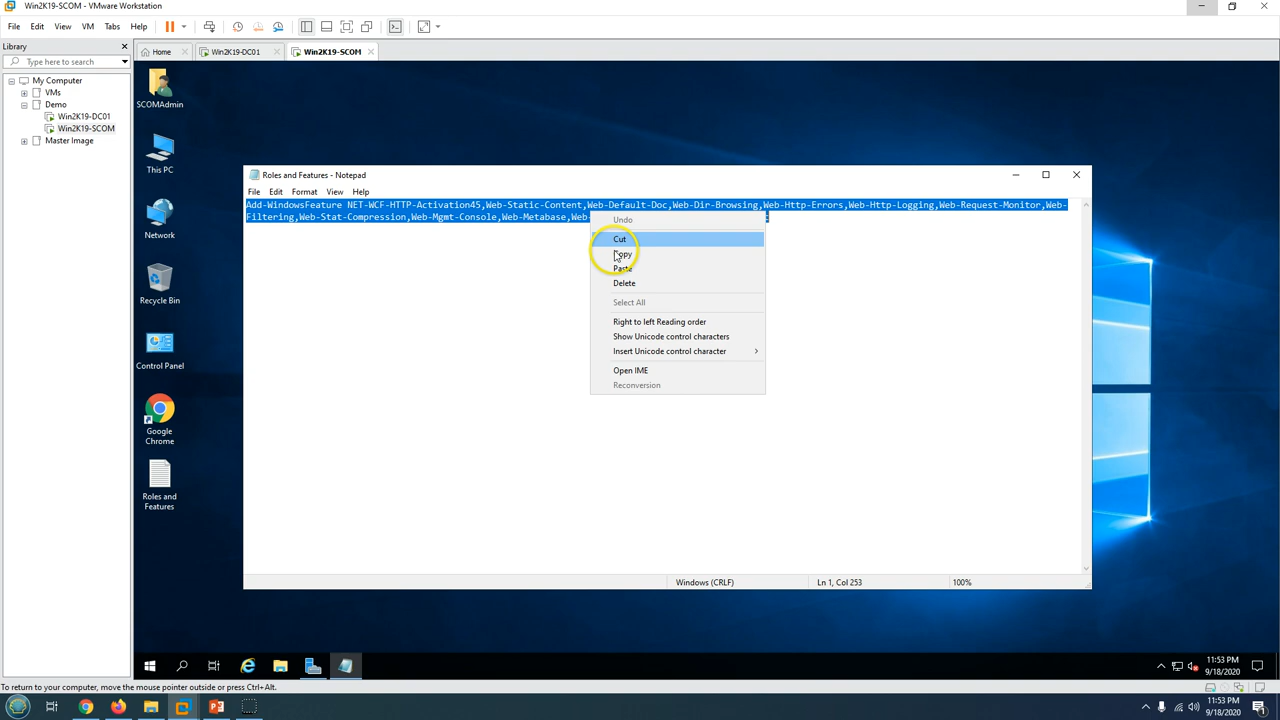 Win2K19-SCOM - VMware Workstation
File Edit View VM Tabs Help
Library
Type here to search
My Computer
VMs
Demo
Win2K19-DC01
Win2K19-SCOM
Master Image
Home
Win2K19-DC01
Win2K19-SCOM
SCOMAdmin
This PC
Network
Recycle Bin
Control Panel
Google
Chrome
Roles and
Features
Roles and Features - Notepad
File Edit Format View Help
Add-WindowsFeature NET-WCF-HTTP-Activation45,Web-Static-Content,Web-Default-Doc,Web-Dir-Browsing,Web-Http-Errors,Web-Http-Logging,Web-Request-Monitor,Web-
Filtering,Web-Stat-Compression,Web-Mgmt-Console,Web-Metabase,Web-
Undo
Cut
Copy
Paste
Delete
Select All
Right to left Reading order
Show Unicode control characters
Insert Unicode control character
Open IME
Reconversion
Windows (CRLF) Ln 1, Col 253 100%
11:53 PM
9/18/2020
To return to your computer, move the mouse pointer outside or press Ctrl+Alt.
11:53 PM
9/18/2020
1